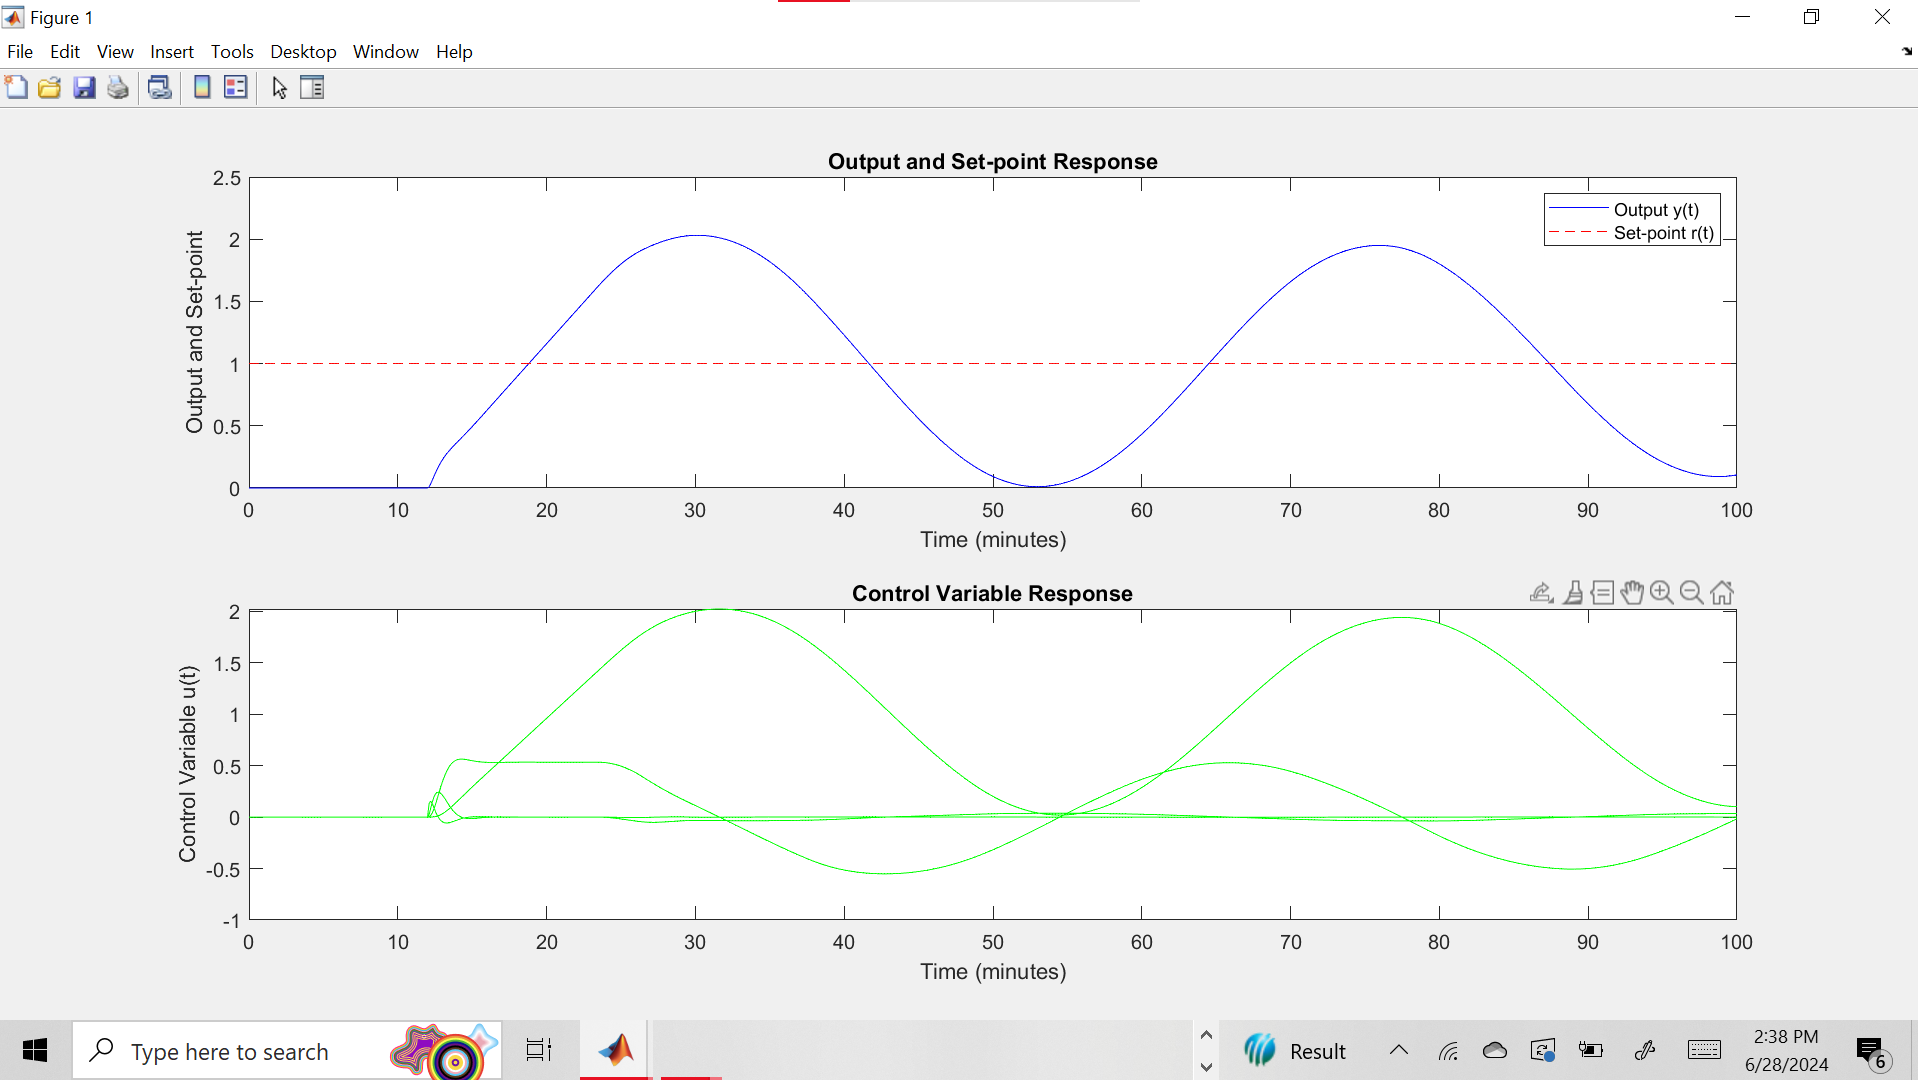 Figure 1
File Edit View Insert Tools Desktop Window Help
Output and Set-point Response
2.5
2
1.5
1
0.5
0
Output and Set-point
Output y(t)
Set-point r(t)
0 10 20 30 40 50 60 70 80 90 100
Time (minutes)
Control Variable Response
2
1.5
1
0.5
0
-0.5
-1
Control Variable u(t)
0 10 20 30 40 50 60 70 80 90 100
Time (minutes)
Type here to search
Result
2:38 PM
6/28/2024
6